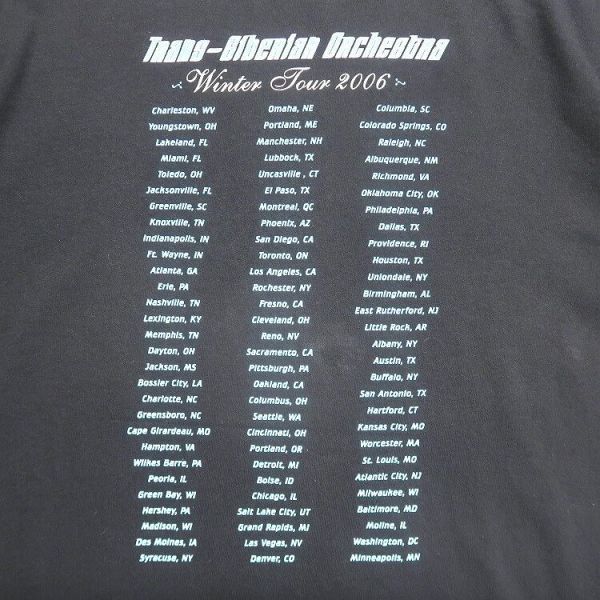 Trans-Siberian Orchestra
Winter Tour 2006
Charleston, WV
Youngstown, OH
Lakeland, FL
Miami, FL
Toledo, OH
Jacksonville, FL
Greenville, SC
Knoxville, TN
Indianapolis, IN
Ft. Wayne, IN
Atlanta, GA
Erie, PA
Nashville, TN
Lexington, KY
Memphis, TN
Dayton, OH
Jackson, MS
Bossier City, LA
Charlotte, NC
Greensboro, NC
Cape Girardeau, MO
Hampton, VA
Wilkes Barre, PA
Peoria, IL
Green Bay, WI
Hershey, PA
Madison, WI
Des Moines, IA
Syracuse, NY
Omaha, NE
Portland, ME
Manchester, NH
Lubbock, TX
Uncasville , CT
El Paso, TX
Montreal, QC
Phoenix, AZ
San Diego, CA
Toronto, ON
Los Angeles, CA
Rochester, NY
Fresno, CA
Cleveland, OH
Reno, NV
Sacramento, CA
Pittsburgh, PA
Oakland, CA
Columbus, OH
Seattle, WA
Cincinnati, OH
Portland, OR
Detroit, MI
Boise, ID
Chicago, IL
Salt Lake City, UT
Grand Rapids, MI
Las Vegas, NV
Denver, CO
Columbia, SC
Colorado Springs, CO
Raleigh, NC
Albuquerque, NM
Richmond, VA
Oklahoma City, OK
Philadelphia, PA
Dallas, TX
Providence, RI
Houston, TX
Uniondale, NY
Birmingham, AL
East Rutherford, NJ
Little Rock, AR
Albany, NY
Austin, TX
Buffalo, NY
San Antonio, TX
Hartford, CT
Kansas City, MO
Worcester, MA
St. Louis, MO
Atlantic City, NJ
Milwaukee, WI
Baltimore, MD
Moline, IL
Washington, DC
Minneapolis, MN